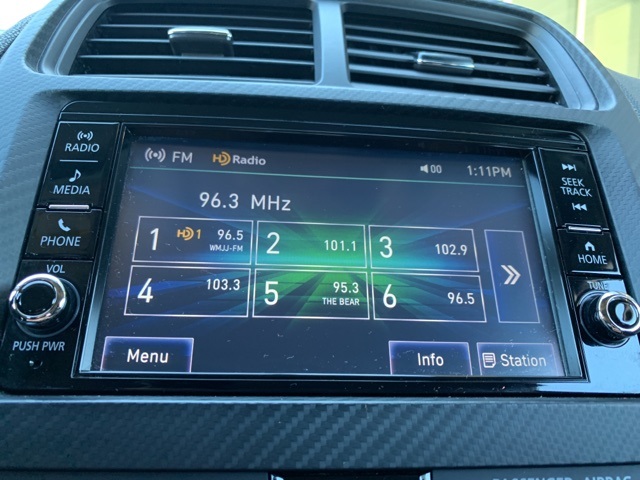 RADIO
MEDIA
PHONE
VOL
PUSH PWR
FM HD Radio 00 1:11PM
96.3 MHz
1 HD1 96.5
WMJJ-FM
2 101.1
3 102.9
4 103.3
5 95.3
THE BEAR
6 96.5
Menu Info Station
SEEK
TRACK
HOME
TUNE
PASSENGER AIRBAG